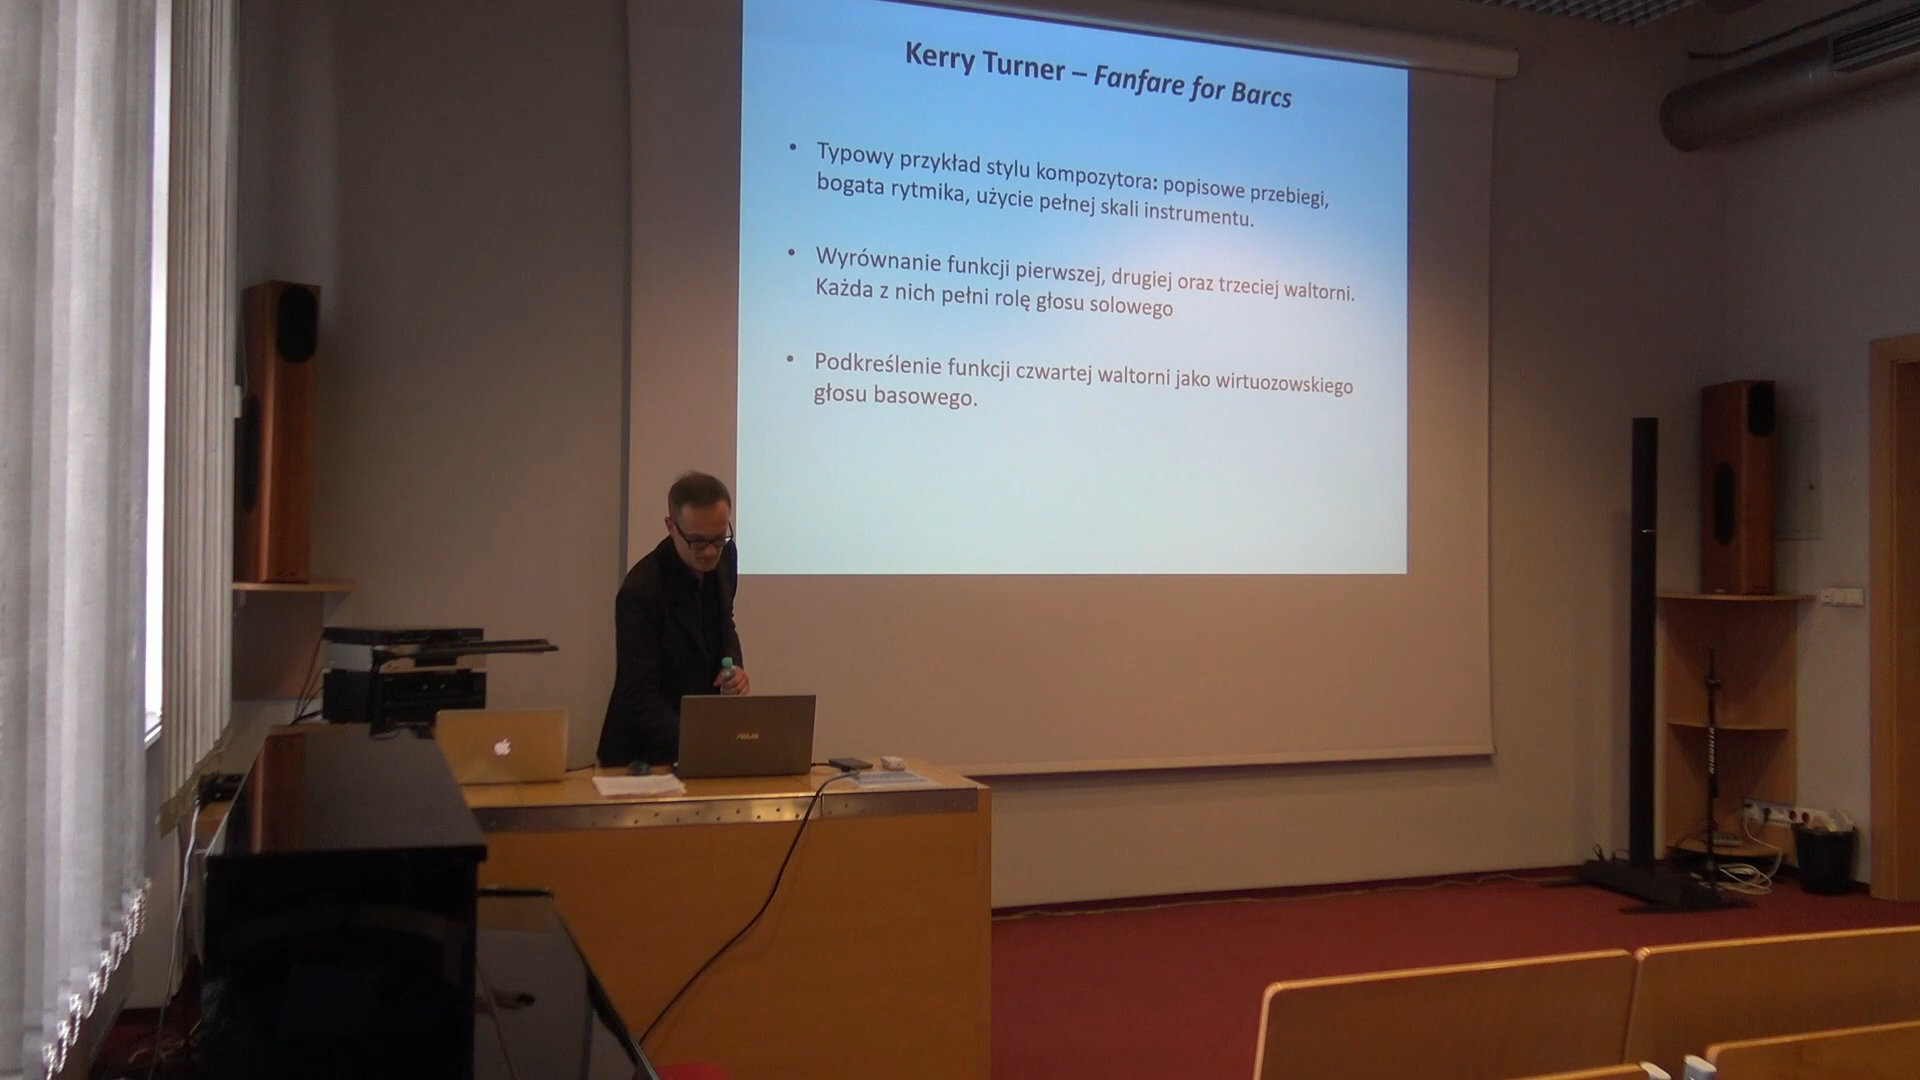 Kerry Turner – Fanfare for Barcs
• Typowy przykład stylu kompozytora: popisowe przebiegi,
bogata rytmika, użycie pełnej skali instrumentu.
• Wyrównanie funkcji pierwszej, drugiej oraz trzeciej waltorni.
Każda z nich pełni rolę głosu solowego
• Podkreślenie funkcji czwartej waltorni jako wirtuozowskiego
głosu basowego.
ASUS